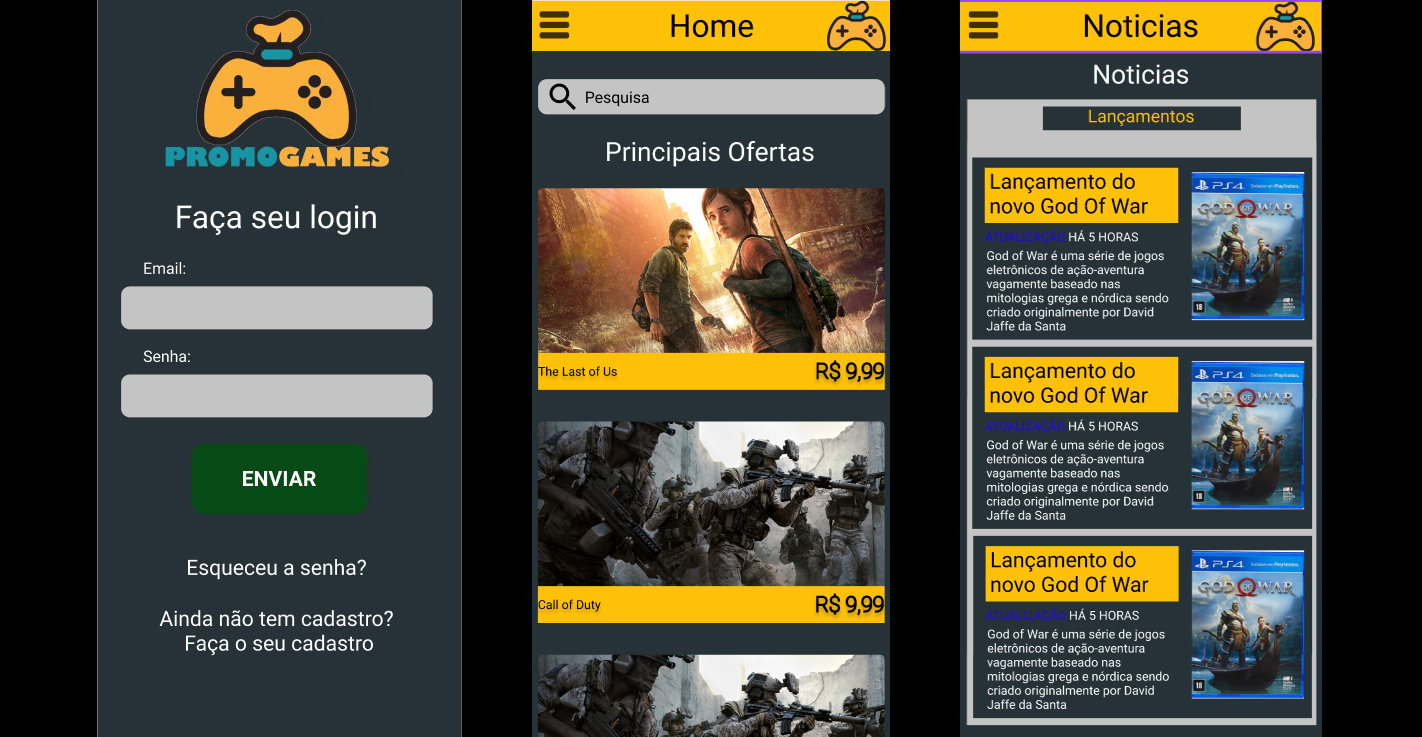 PROMOGAMES
Faça seu login
Email:
Senha:
ENVIAR
Esqueceu a senha?
Ainda não tem cadastro?
Faça o seu cadastro
Home
Pesquisa
Principais Ofertas
The Last of Us
R$ 9,99
Call of Duty
R$ 9,99
Noticias
Noticias
Lançamentos
Lançamento do
novo God Of War
ATUALIZAÇÃO HÁ 5 HORAS
God of War é uma série de jogos
eletrônicos de ação-aventura
vagamente baseado nas
mitologias grega e nórdica sendo
criado originalmente por David
Jaffe da Santa
PS4
GOD OF WAR
18
Lançamento do
novo God Of War
ATUALIZAÇÃO HÁ 5 HORAS
God of War é uma série de jogos
eletrônicos de ação-aventura
vagamente baseado nas
mitologias grega e nórdica sendo
criado originalmente por David
Jaffe da Santa
PS4
GOD OF WAR
18
Lançamento do
novo God Of War
ATUALIZAÇÃO HÁ 5 HORAS
God of War é uma série de jogos
eletrônicos de ação-aventura
vagamente baseado nas
mitologias grega e nórdica sendo
criado originalmente por David
Jaffe da Santa
PS4
GOD OF WAR
18